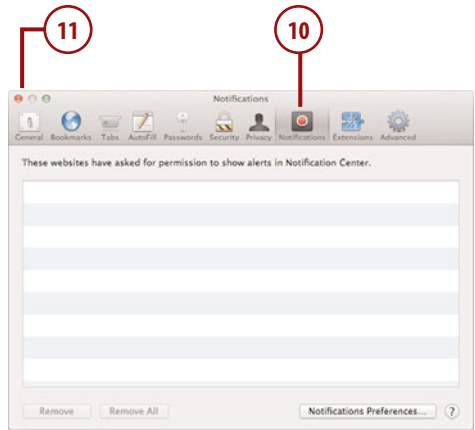 11 10
Notifications
General Bookmarks Tabs AutoFill Passwords Security Privacy Notifications Extensions Advanced
These websites have asked for permission to show alerts in Notification Center.
Remove Remove All Notifications Preferences... ?